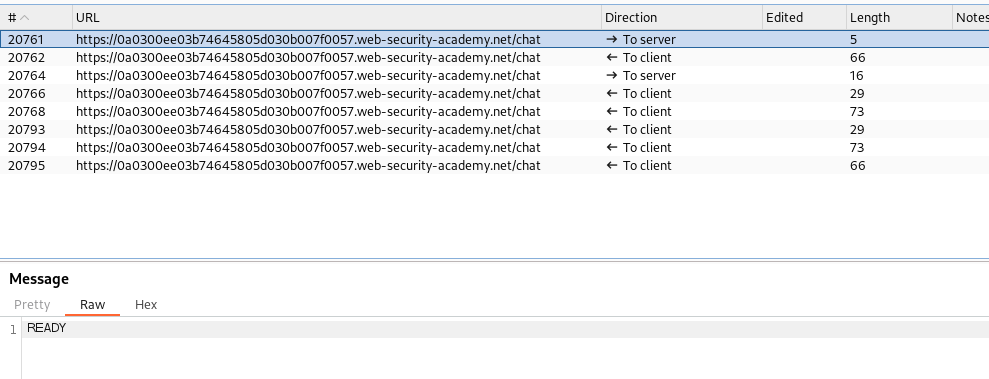 # URL Direction Edited Length Notes
20761 https://0a0300ee03b74645805d030b007f0057.web-security-academy.net/chat → To server 5
20762 https://0a0300ee03b74645805d030b007f0057.web-security-academy.net/chat ← To client 66
20764 https://0a0300ee03b74645805d030b007f0057.web-security-academy.net/chat → To server 16
20766 https://0a0300ee03b74645805d030b007f0057.web-security-academy.net/chat ← To client 29
20768 https://0a0300ee03b74645805d030b007f0057.web-security-academy.net/chat ← To client 73
20793 https://0a0300ee03b74645805d030b007f0057.web-security-academy.net/chat ← To client 29
20794 https://0a0300ee03b74645805d030b007f0057.web-security-academy.net/chat ← To client 73
20795 https://0a0300ee03b74645805d030b007f0057.web-security-academy.net/chat ← To client 66
Message
Pretty Raw Hex
1 READY